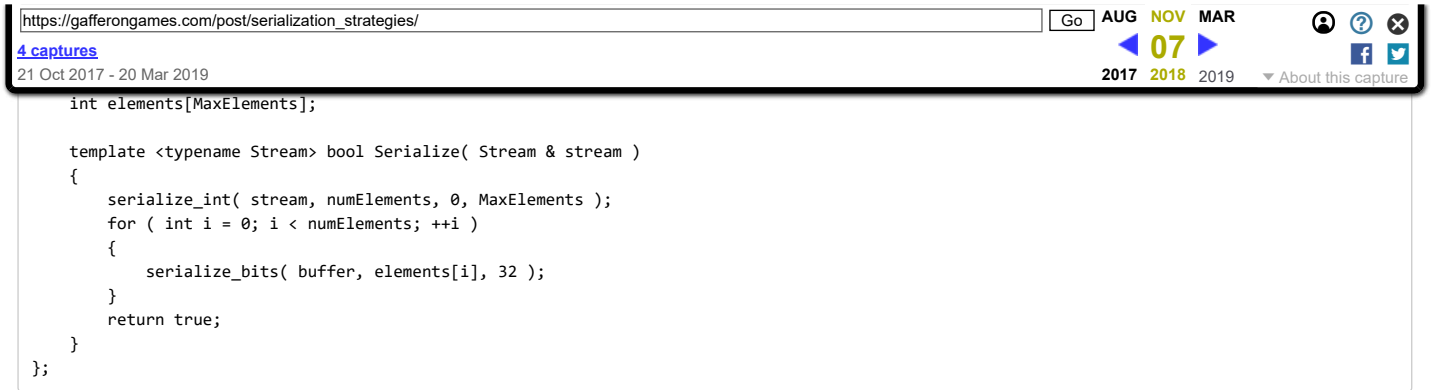 https://gafferongames.com/post/serialization_strategies/ Go AUG NOV MAR
4 captures 07
21 Oct 2017 - 20 Mar 2019 2017 2018 2019 ▼ About this capture
    int elements[MaxElements];

    template <typename Stream> bool Serialize( Stream & stream )
    {
        serialize_int( stream, numElements, 0, MaxElements );
        for ( int i = 0; i < numElements; ++i )
        {
            serialize_bits( buffer, elements[i], 32 );
        }
        return true;
    }
};